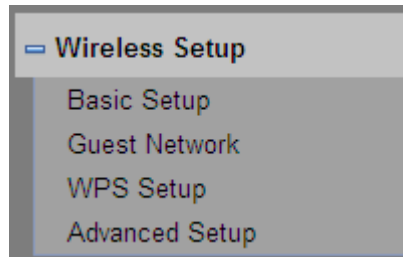 Wireless Setup
Basic Setup
Guest Network
WPS Setup
Advanced Setup